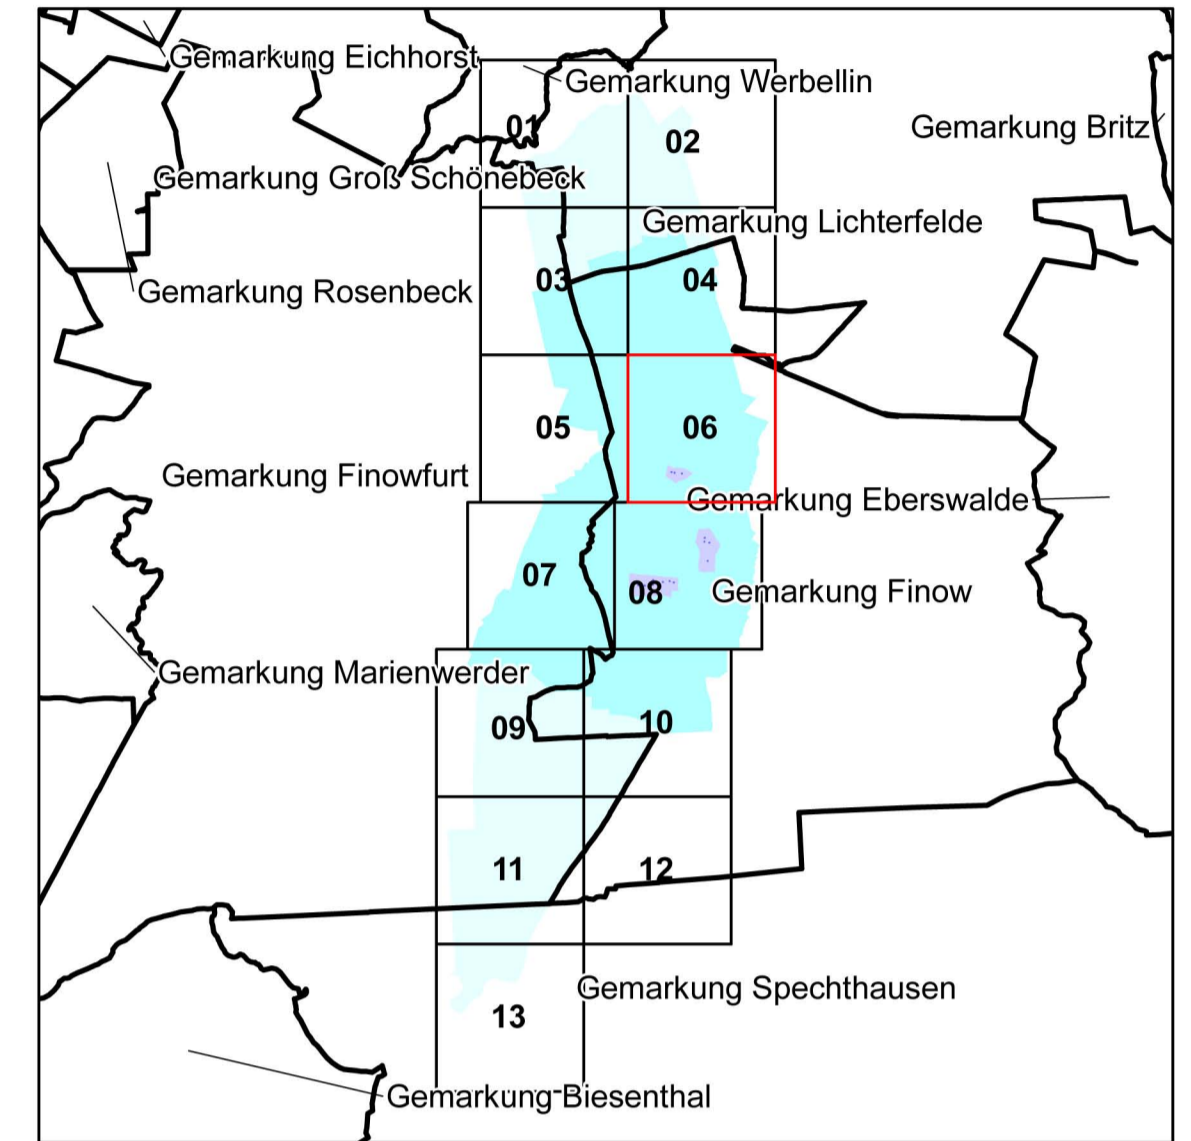 Gemarkung Eichhorst
Gemarkung Werbellin
01
02
Gemarkung Britz
Gemarkung Groß Schönebeck
Gemarkung Lichterfelde
03
04
Gemarkung Rosenbeck
05
06
Gemarkung Finowfurt
Gemarkung Eberswalde
07
08
Gemarkung Finow
Gemarkung Marienwerder
09
10
11
12
Gemarkung Spechthausen
13
Gemarkung Biesenthal